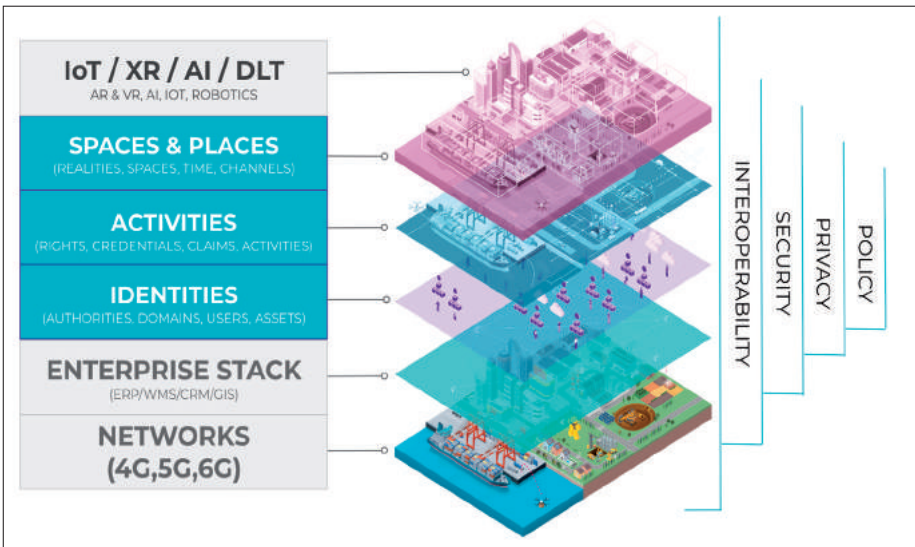 IoT / XR / AI / DLT
AR & VR, AI, IOT, ROBOTICS
SPACES & PLACES
(REALITIES, SPACES, TIME, CHANNELS)
ACTIVITIES
(RIGHTS, CREDENTIALS, CLAIMS, ACTIVITIES)
IDENTITIES
(AUTHORITIES, DOMAINS, USERS, ASSETS)
ENTERPRISE STACK
(ERP/WMS/CRM/GIS)
NETWORKS
(4G,5G,6G)
INTEROPERABILITY
SECURITY
PRIVACY
POLICY